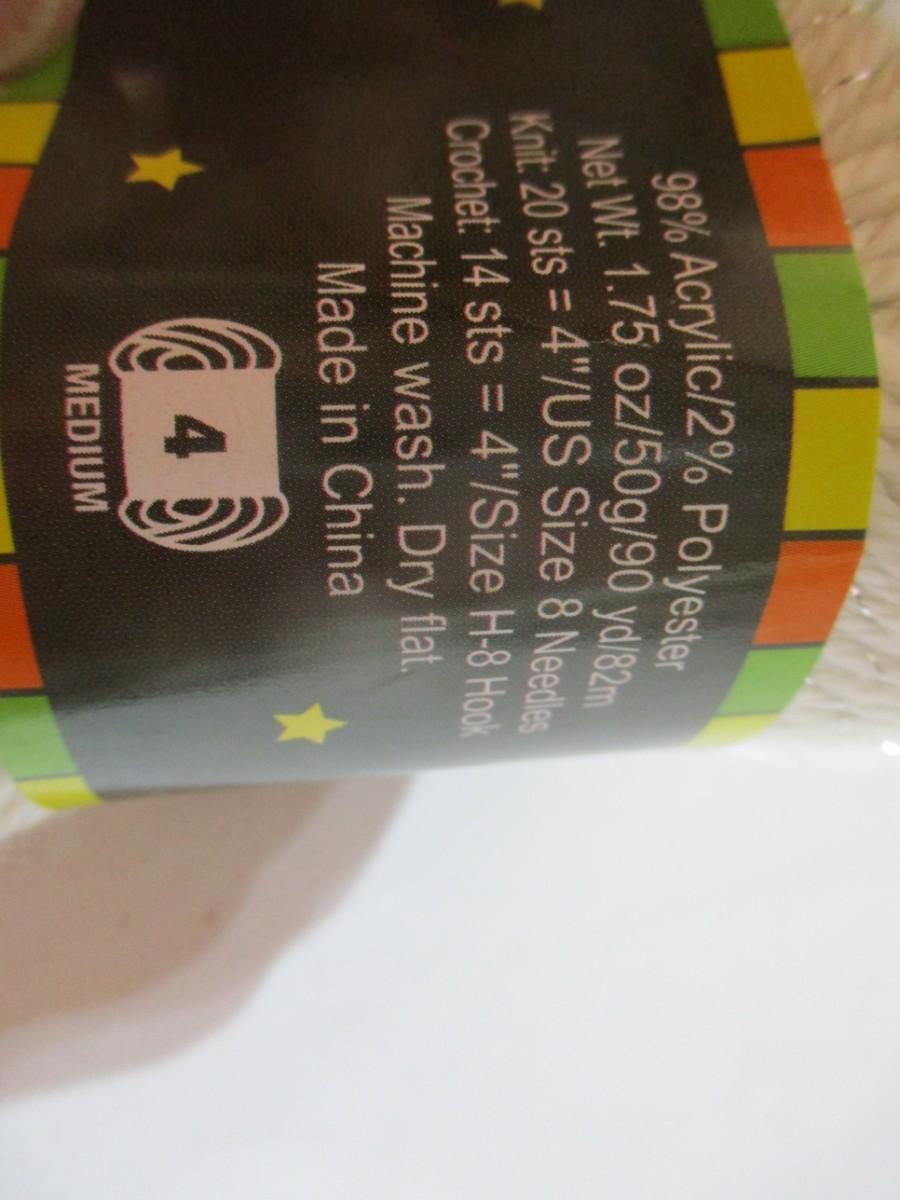 98% Acrylic/2% Polyester
Net Wt. 1.75 oz/50g/90 yd/82m
Knit: 20 sts = 4"/US Size 8 Needles
Crochet: 14 sts = 4"/Size H-8 Hook
Machine wash. Dry flat.
Made in China
4
MEDIUM